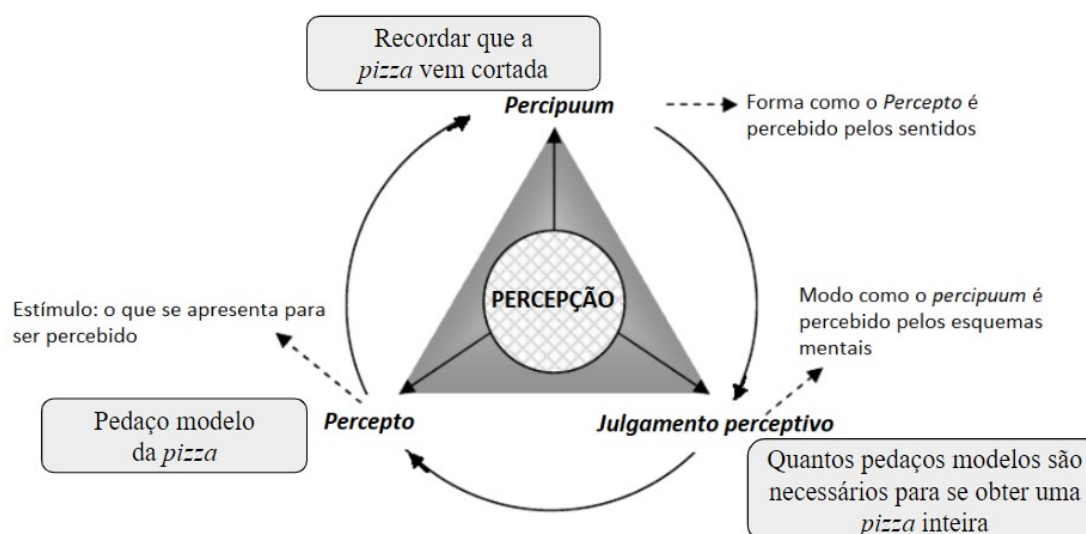 Recordar que a
pizza vem cortada
Percipuum
Forma como o Percepto é
percebido pelos sentidos
PERCEPÇÃO
Estímulo: o que se apresenta para
ser percebido
Modo como o percipuum é
percebido pelos esquemas
mentais
Pedaço modelo
da pizza
Percepto
Julgamento perceptivo
Quantos pedaços modelos são
necessários para se obter uma
pizza inteira